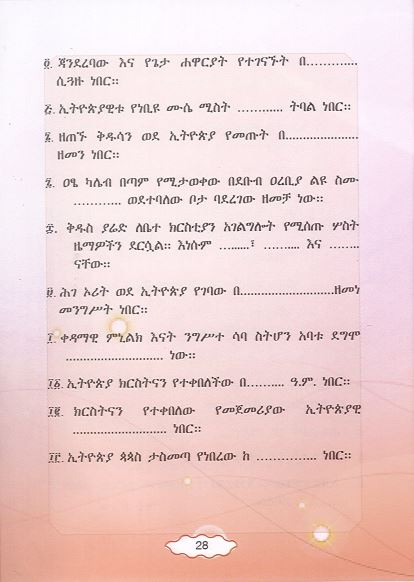 ፬. ጃንደረባው እና የጌታ ሐዋርያት የተገናኙት በ.............
ሲጓዙ ነበር።
፭. ኢትዮጵያዊቱ የነቢዩ ሙሴ ሚስት ............ ትባል ነበር።
፮. ዘጠኙ ቅዱሳን ወደ ኢትዮጵያ የመጡት በ.....................
ዘመን ነበር።
፯. ዐፄ ካሌብ በጣም የሚታወቀው በደቡብ ዐረቢያ ልዩ ስሙ
............. ወደተባለው ቦታ ባደረገው ዘመቻ ነው።
፰. ቅዱስ ያሬድ ለቤተ ክርስቲያን አገልግሎት የሚሰጡ ሦስት
ዜማዎችን ደርሷል። እነሱም .........፣ .......... እና ........
ናቸው።
፱. ሕገ ኦሪት ወደ ኢትዮጵያ የገባው በ...........................ዘመነ
መንግሥት ነበር።
፲. ቀዳማዊ ምኒልክ እናት ንግሥተ ሳባ ስትሆን አባቱ ደግሞ
............................ ነው።
፲፩. ኢትዮጵያ ክርስትናን የተቀበለችው በ.......... ዓ.ም. ነበር።
፲፪. ክርስትናን የተቀበለው የመጀመሪያው ኢትዮጵያዊ
........................... ነበር።
፲፫. ኢትዮጵያ ጳጳስ ታስመጣ የነበረው ከ .............. ነበር።
28